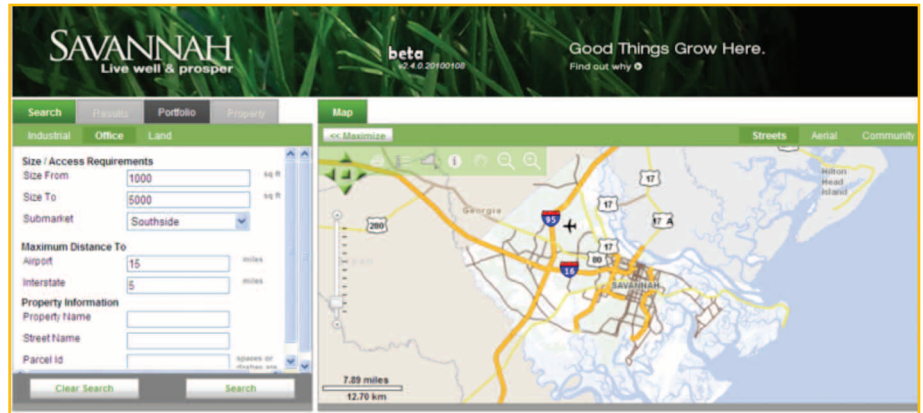 SAVANNAH
Live well & prosper
beta
v2.4.0.20100108
Good Things Grow Here.
Find out why
Search Results Portfolio Property
Industrial Office Land
Size / Access Requirements
Size From 1000 sq ft
Size To 5000 sq ft
Submarket Southside
Maximum Distance To
Airport 15 miles
Interstate 5 miles
Property Information
Property Name
Street Name
Parcel Id spaces or
dashes are
Clear Search Search
Map
<< Maximize
Streets Aerial Community
Hilton
Head
Island
17
Georgia
17
95
280
17 A
17
80
16
SAVANNAH
7.89 miles
12.70 km